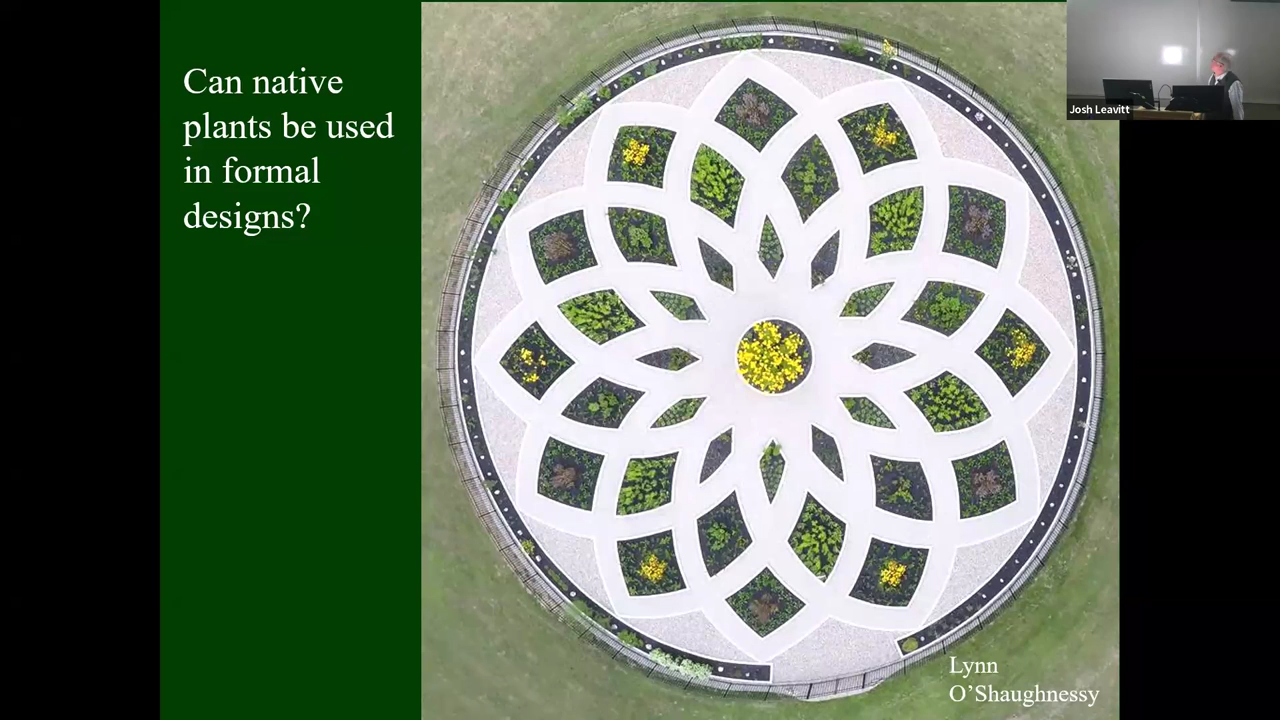 Can native
plants be used
in formal
designs?
Josh Leavitt
Lynn
O’Shaughnessy